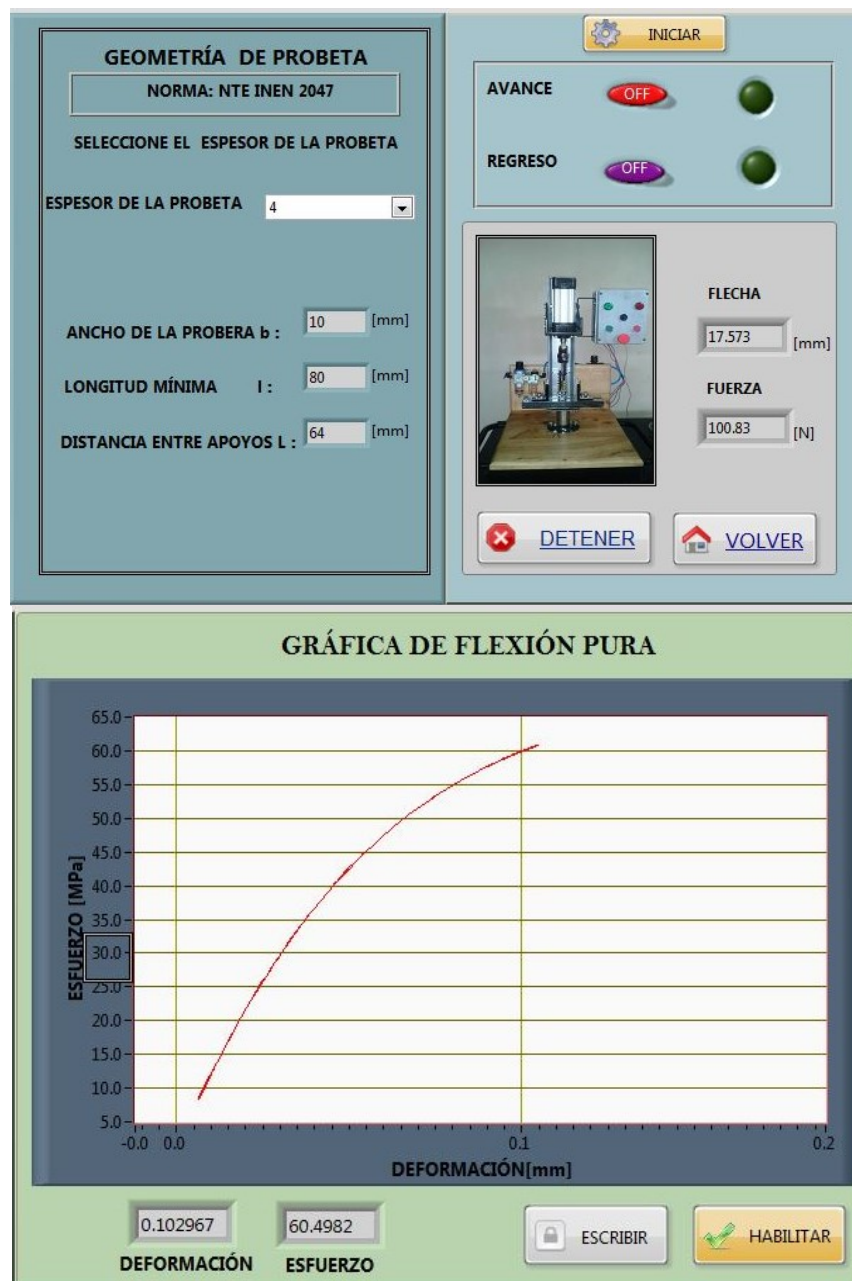 GEOMETRÍA DE PROBETA
NORMA: NTE INEN 2047
SELECCIONE EL ESPESOR DE LA PROBETA
ESPESOR DE LA PROBETA 4
ANCHO DE LA PROBERA b : 10 [mm]
LONGITUD MÍNIMA l : 80 [mm]
DISTANCIA ENTRE APOYOS L : 64 [mm]
INICIAR
AVANCE OFF
REGRESO OFF
FLECHA
17.573 [mm]
FUERZA
100.83 [N]
DETENER
VOLVER
GRÁFICA DE FLEXIÓN PURA
ESFUERZO [MPa]
65.0
60.0
55.0
50.0
45.0
40.0
35.0
30.0
25.0
20.0
15.0
10.0
5.0
-0.0 0.0 0.1 0.2
DEFORMACIÓN[mm]
0.102967 60.4982
DEFORMACIÓN ESFUERZO
ESCRIBIR
HABILITAR